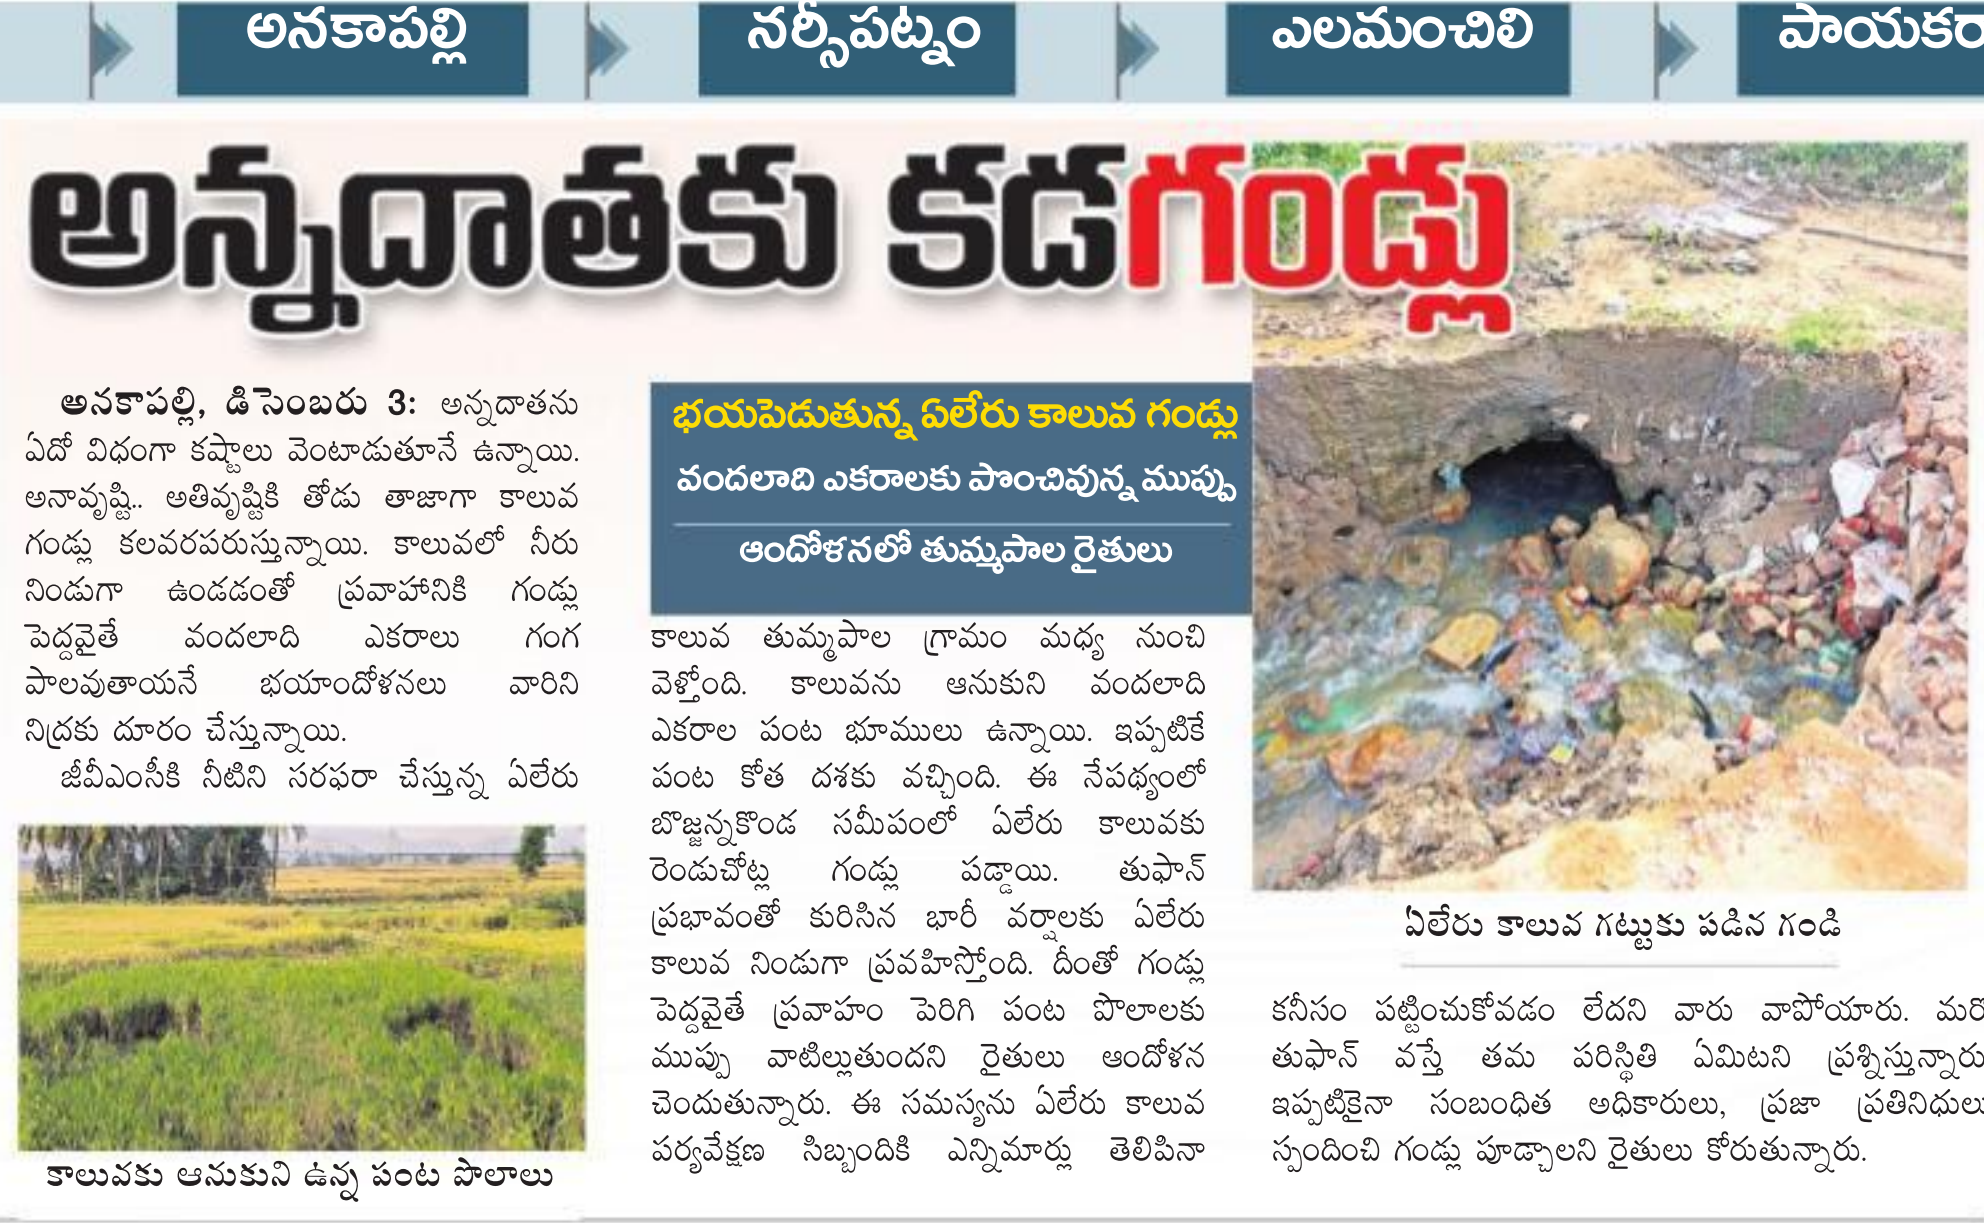 అనకాపల్లి
నర్సీపట్నం
ఎలమంచిలి
అన్నదాతకు కడగండ్లు
అనకాపల్లి, డిసెంబరు 3: అన్నదాతను
ఏదో విధంగా కష్టాలు వెంటాడుతూనే ఉన్నాయి.
అనావృష్టి.. అతివృష్టికి తోడు తాజాగా కాలువ
గండ్లు కలవరపరుస్తున్నాయి. కాలువలో నీరు
నిండుగా ఉండడంతో ప్రవాహానికి గండ్లు
పెద్దవైతే వందలాది ఎకరాలు గంగ
పాలవుతాయనే భయాందోళనలు వారిని
నిద్రకు దూరం చేస్తున్నాయి.
జీవీఎంసీకి నీటిని సరఫరా చేస్తున్న ఏలేరు
కాలువకు ఆనుకుని ఉన్న పంట పొలాలు
భయపెడుతున్న ఏలేరు కాలువ గండ్లు
వందలాది ఎకరాలకు పొంచివున్న ముప్పు
ఆందోళనలో తుమ్మపాల రైతులు
కాలువ తుమ్మపాల గ్రామం మధ్య నుంచి
వెళ్తోంది. కాలువను ఆనుకుని వందలాది
ఎకరాల పంట భూములు ఉన్నాయి. ఇప్పటికే
పంట కోత దశకు వచ్చింది. ఈ నేపథ్యంలో
బొజ్జన్నకొండ సమీపంలో ఏలేరు కాలువకు
రెండుచోట్ల గండ్లు పడ్డాయి. తుఫాన్
ప్రభావంతో కురిసిన భారీ వర్షాలకు ఏలేరు
కాలువ నిండుగా ప్రవహిస్తోంది. దీంతో గండ్లు
పెద్దవైతే ప్రవాహం పెరిగి పంట పొలాలకు
ముప్పు వాటిల్లుతుందని రైతులు ఆందోళన
చెందుతున్నారు. ఈ సమస్యను ఏలేరు కాలువ
పర్యవేక్షణ సిబ్బందికి ఎన్నిమార్లు తెలిపినా
ఏలేరు కాలువ గట్టుకు పడిన గండి
కనీసం పట్టించుకోవడం లేదని వారు వాపోయారు.
తుఫాన్ వస్తే తమ పరిస్థితి ఏమిటని ప్రశ్నిస్తున్నారు
ఇప్పటికైనా సంబంధిత అధికారులు, ప్రజా ప్రతినిధులు
స్పందించి గండ్లు పూడ్చాలని రైతులు కోరుతున్నారు.